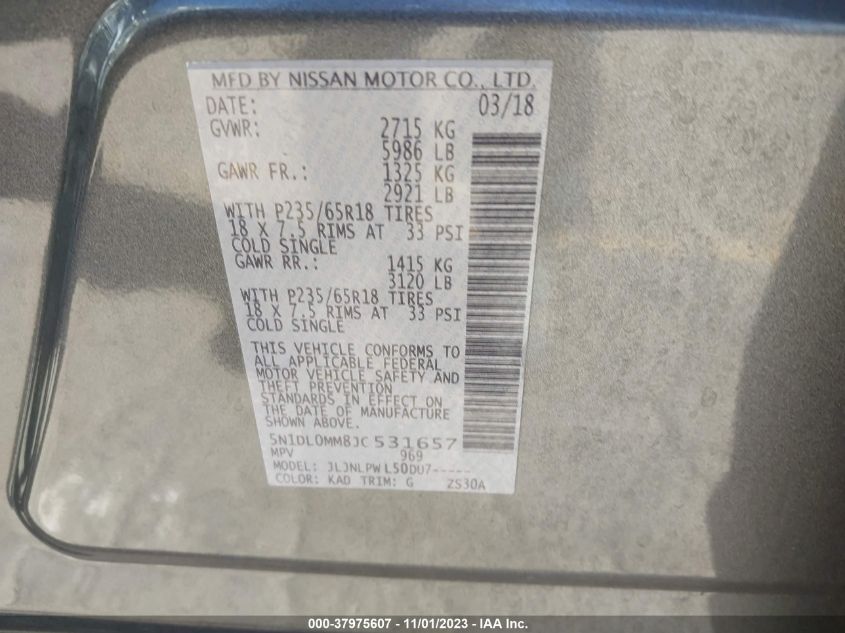 MFD BY NISSAN MOTOR CO., LTD.
DATE: 03/18
GVWR: 2715 KG
5986 LB
GAWR FR.: 1325 KG
2921 LB
WITH P235/65R18 TIRES
18 X 7.5 RIMS AT 33 PSI
COLD SINGLE
GAWR RR.: 1415 KG
3120 LB
WITH P235/65R18 TIRES
18 X 7.5 RIMS AT 33 PSI
COLD SINGLE
THIS VEHICLE CONFORMS TO
ALL APPLICABLE FEDERAL
MOTOR VEHICLE SAFETY AND
THEFT PREVENTION
STANDARDS IN EFFECT ON
THE DATE OF MANUFACTURE
SHOWN ABOVE.
5N1DL0MM8JC531657
MPV 969
MODEL: JLJNLPWL50DU7-----
COLOR: KAD TRIM: G ZS30A
000-37975607 - 11/01/2023 - IAA Inc.